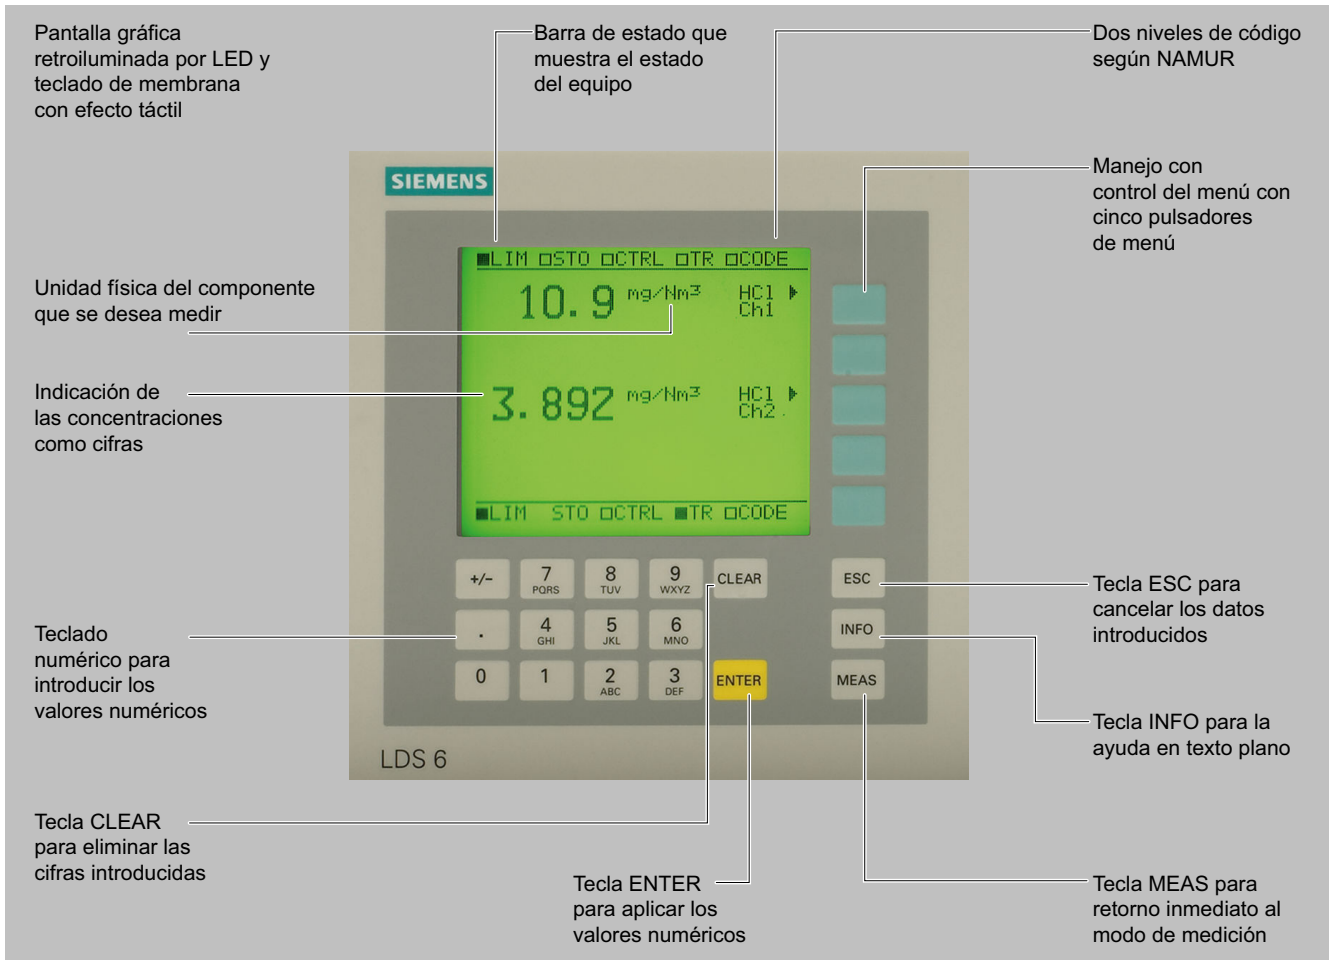 Pantalla gráfica
retroiluminada por LED y
teclado de membrana
con efecto táctil
Barra de estado que
muestra el estado
del equipo
Dos niveles de código
según NAMUR
Manejo con
control del menú con
cinco pulsadores
de menú
SIEMENS
LIM STO CTRL TR CODE
10.9 mg/Nm³ HCl
Ch1
3.892 mg/Nm³ HCl
Ch2
LIM STO CTRL TR CODE
Unidad física del componente
que se desea medir
Indicación de
las concentraciones
como cifras
+/- 7 PQRS 8 TUV 9 WXYZ CLEAR ESC
. 4 GHI 5 JKL 6 MNO INFO
0 1 2 ABC 3 DEF ENTER MEAS
LDS 6
Teclado
numérico para
introducir los
valores numéricos
Tecla ESC para
cancelar los datos
introducidos
Tecla INFO para la
ayuda en texto plano
Tecla CLEAR
para eliminar las
cifras introducidas
Tecla ENTER
para aplicar los
valores numéricos
Tecla MEAS para
retorno inmediato al
modo de medición